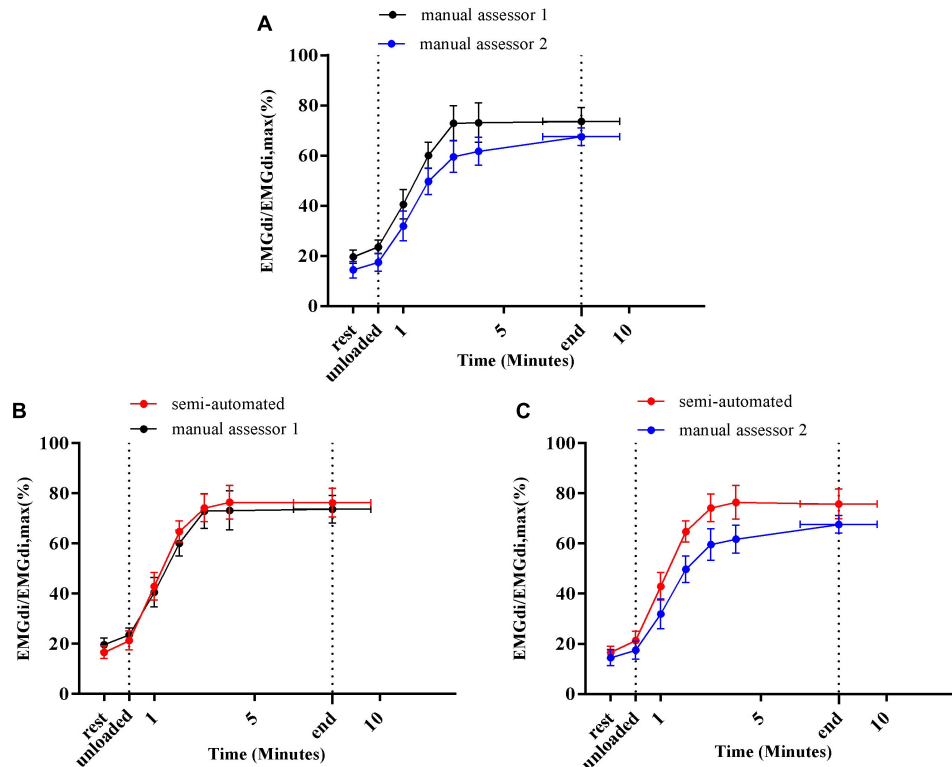 A
manual assessor 1
manual assessor 2
EMGdi/EMGdi,max(%)
100
80
60
40
20
0
rest
unloaded
1
5
end
10
Time (Minutes)
B
semi-automated
manual assessor 1
EMGdi/EMGdi,max(%)
100
80
60
40
20
0
rest
unloaded
1
5
end
10
Time (Minutes)
C
semi-automated
manual assessor 2
EMGdi/EMGdi,max(%)
100
80
60
40
20
0
rest
unloaded
1
5
end
10
Time (Minutes)